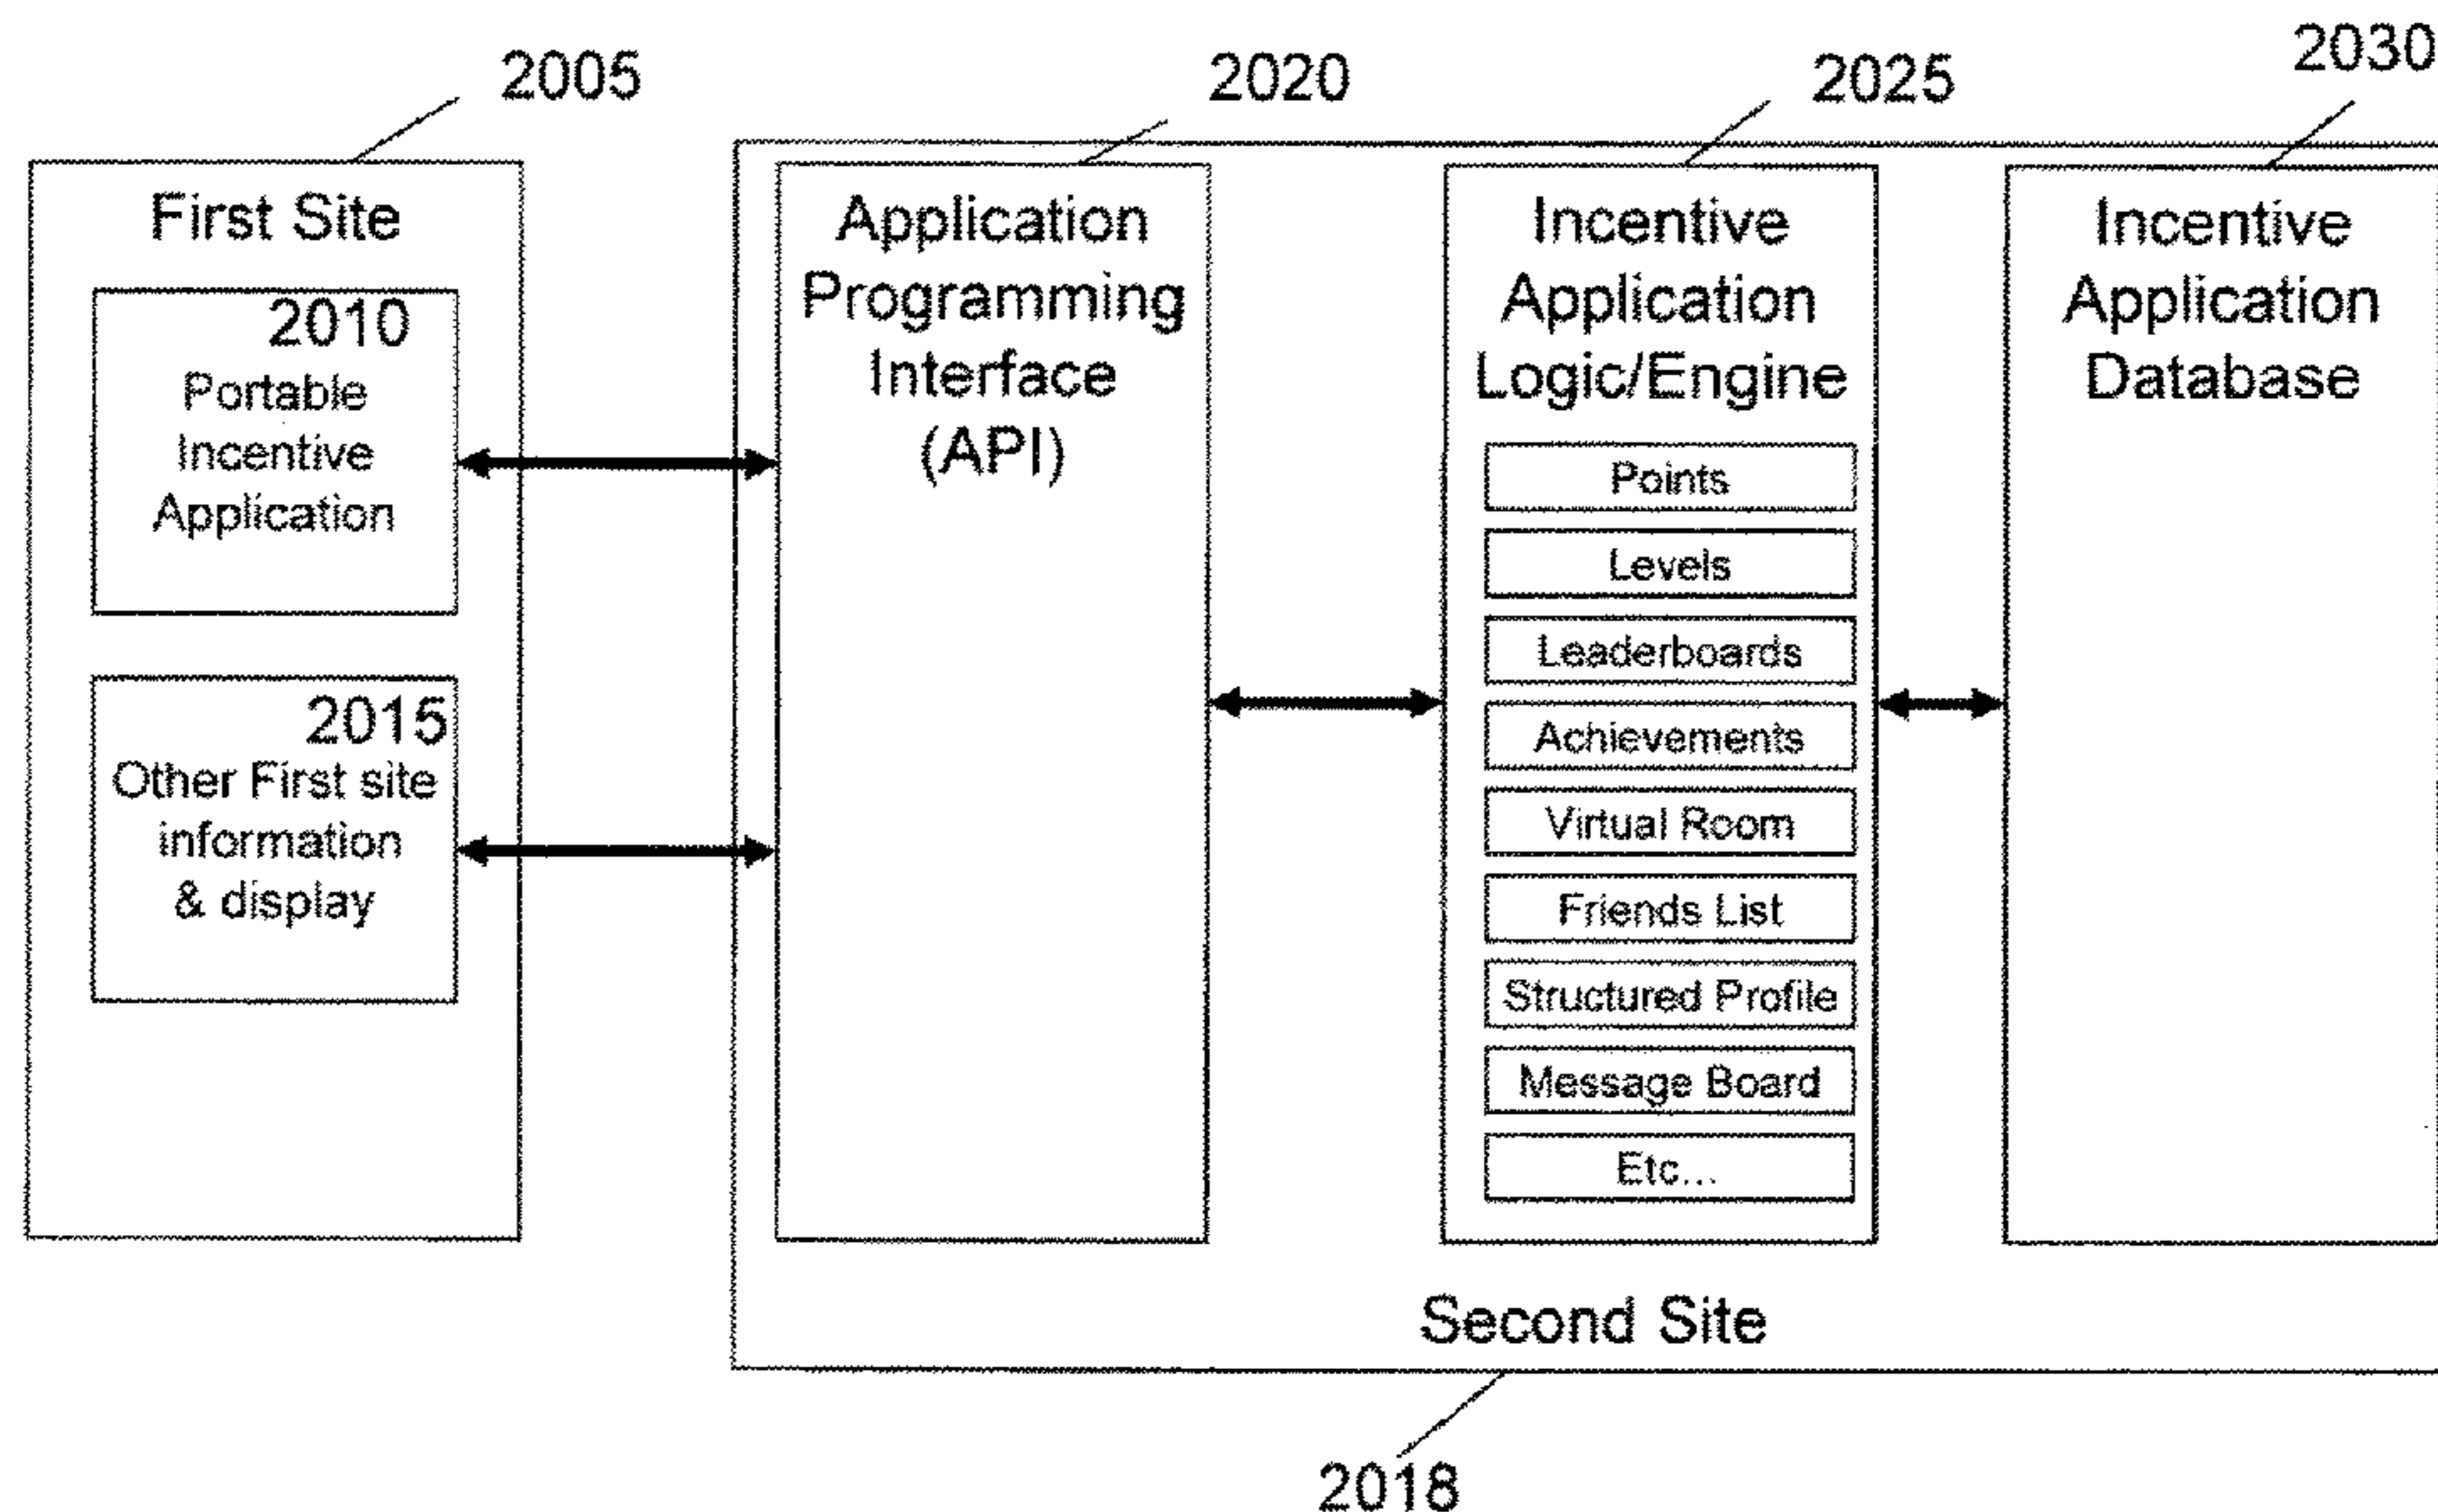 2005
2020
2025
2030
First Site
2010
Portable
Incentive
Application
2015
Other First site
information
& display
Application
Programming
Interface
(API)
Incentive
Application
Logic/Engine
Points
Levels
Leaderboards
Achievements
Virtual Room
Friends List
Structured Profile
Message Board
Etc...
Incentive
Application
Database
Second Site
2018